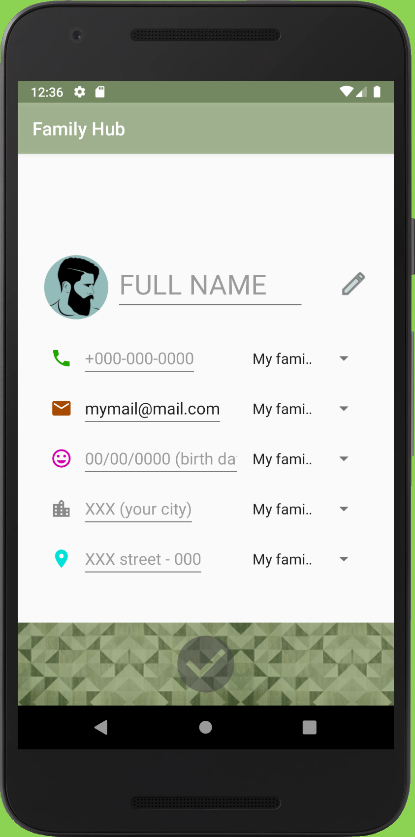 12:36
Family Hub
FULL NAME
+000-000-0000 My fami..
mymail@mail.com My fami..
00/00/0000 (birth da My fami..
XXX (your city) My fami..
XXX street - 000 My fami..